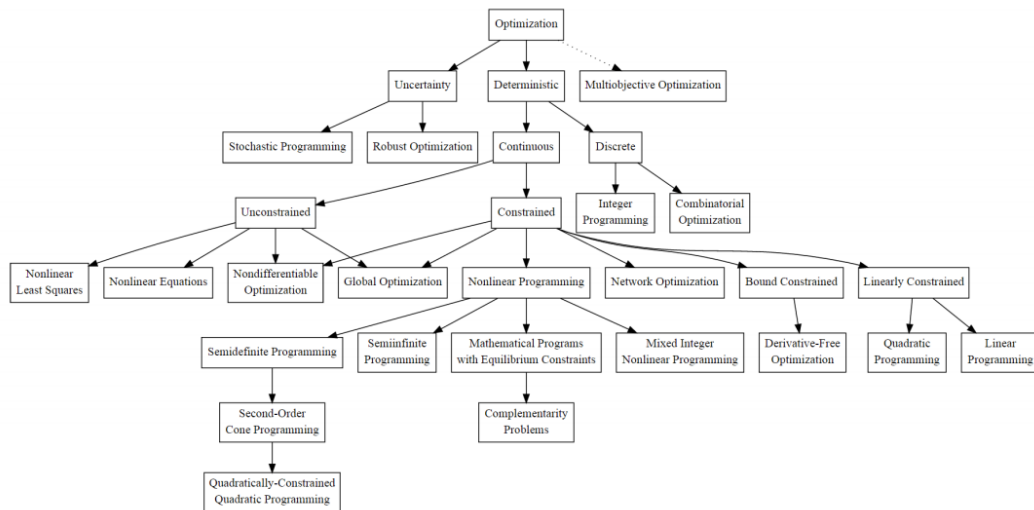 Optimization
Uncertainty
Deterministic
Multiobjective Optimization
Stochastic Programming
Robust Optimization
Continuous
Discrete
Unconstrained
Constrained
Integer
Programming
Combinatorial
Optimization
Nonlinear
Least Squares
Nonlinear Equations
Nondifferentiable
Optimization
Global Optimization
Nonlinear Programming
Network Optimization
Bound Constrained
Linearly Constrained
Semidefinite Programming
Semiinfinite
Programming
Mathematical Programs
with Equilibrium Constraints
Mixed Integer
Nonlinear Programming
Derivative-Free
Optimization
Quadratic
Programming
Linear
Programming
Second-Order
Cone Programming
Complementarity
Problems
Quadratically-Constrained
Quadratic Programming